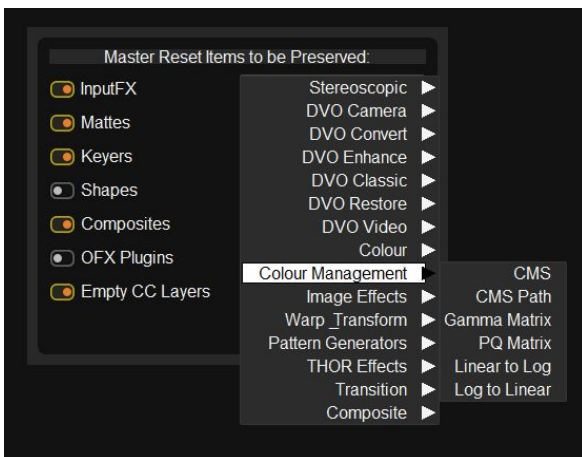 Master Reset Items to be Preserved:
InputFX
Mattes
Keyers
Shapes
Composites
OFX Plugins
Empty CC Layers
Stereoscopic
DVO Camera
DVO Convert
DVO Enhance
DVO Classic
DVO Restore
DVO Video
Colour
Colour Management
Image Effects
Warp_Transform
Pattern Generators
THOR Effects
Transition
Composite
CMS
CMS Path
Gamma Matrix
PQ Matrix
Linear to Log
Log to Linear